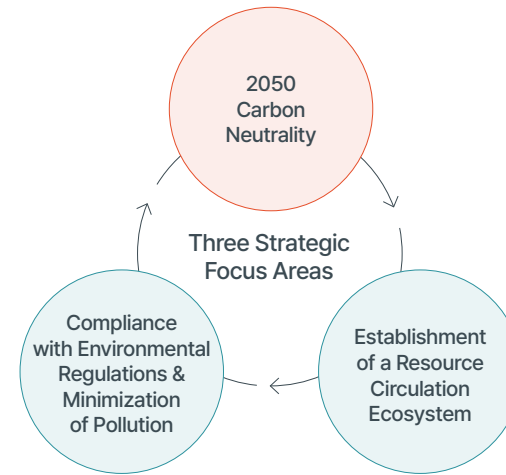 2050
Carbon
Neutrality
Three Strategic
Focus Areas
Compliance
with Environmental
Regulations &
Minimization
of Pollution
Establishment
of a Resource
Circulation
Ecosystem